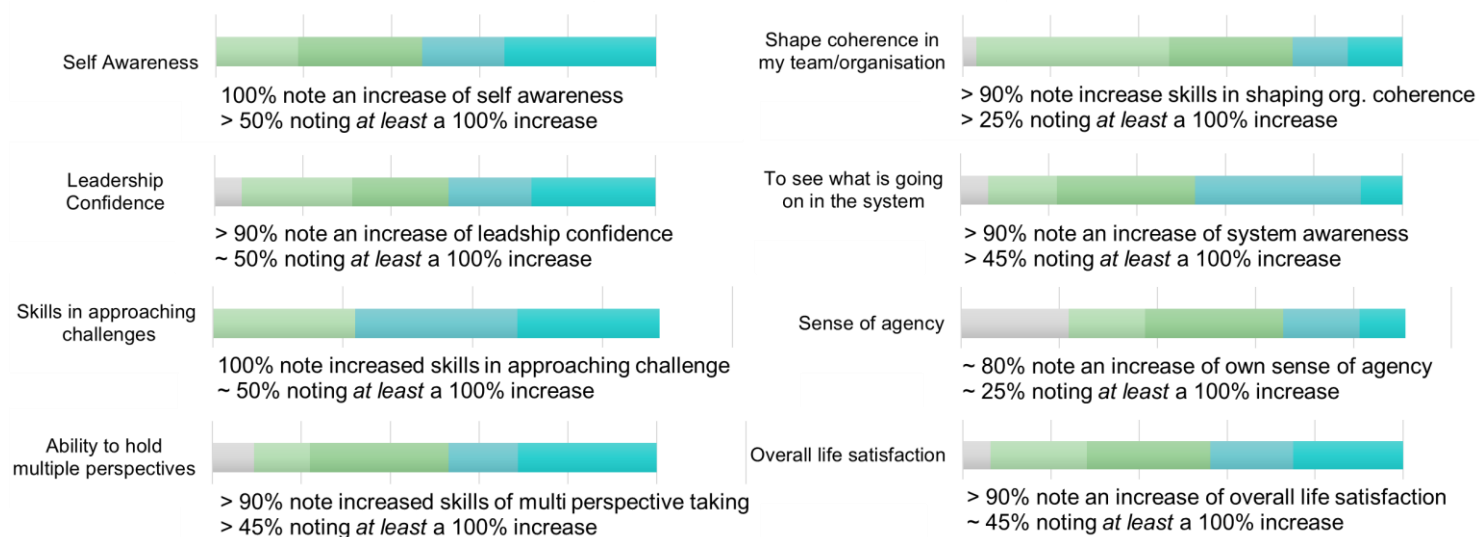 Self Awareness
100% note an increase of self awareness
> 50% noting at least a 100% increase
Leadership
Confidence
> 90% note an increase of leadship confidence
~ 50% noting at least a 100% increase
Skills in approaching
challenges
100% note increased skills in approaching challenge
~ 50% noting at least a 100% increase
Ability to hold
multiple perspectives
> 90% note increased skills of multi perspective taking
> 45% noting at least a 100% increase
Shape coherence in
my team/organisation
> 90% note increase skills in shaping org. coherence
> 25% noting at least a 100% increase
To see what is going
on in the system
> 90% note an increase of system awareness
> 45% noting at least a 100% increase
Sense of agency
~ 80% note an increase of own sense of agency
~ 25% noting at least a 100% increase
Overall life satisfaction
> 90% note an increase of overall life satisfaction
~ 45% noting at least a 100% increase